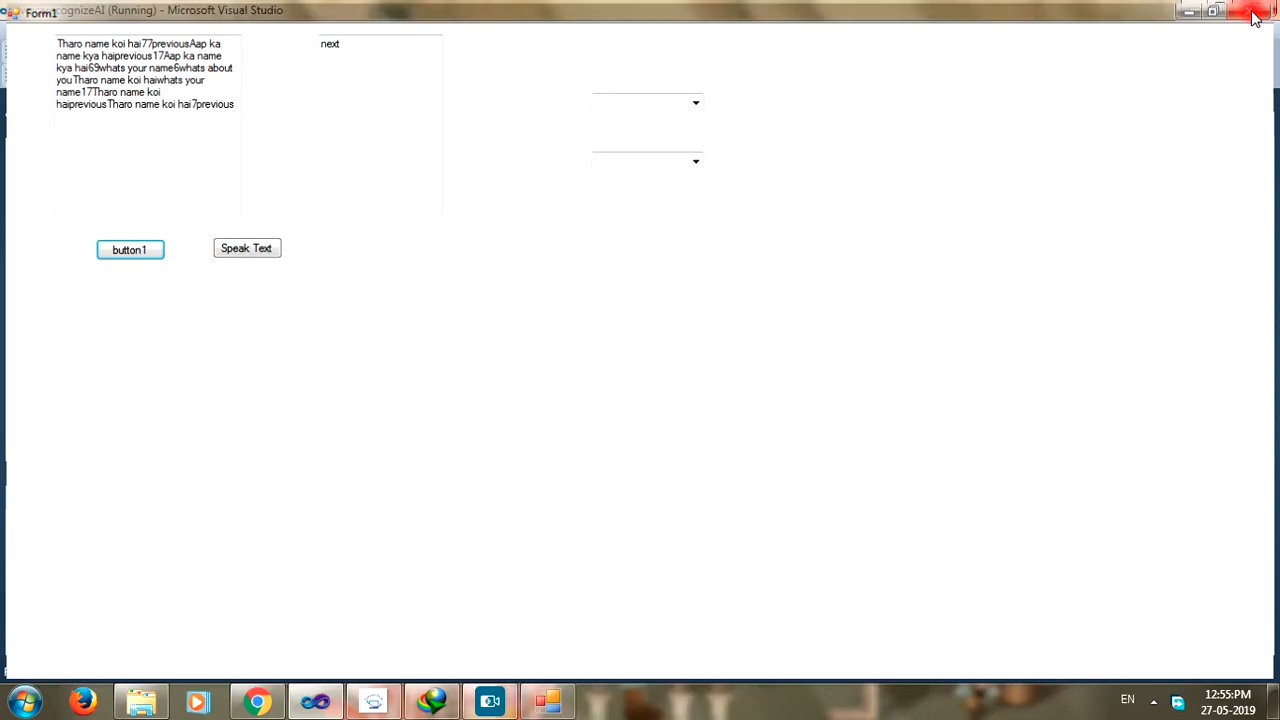 Form1
cognizeAI (Running) - Microsoft Visual Studio
Tharo name koi hai77previousAap ka
name kya haiprevious17Aap ka name
kya hai69whats your name6whats about
youTharo name koi haiwhats your
name17Tharo name koi
haipreviousTharo name koi hai7previous
next
button1
Speak Text
EN
12:55:PM
27-05-2019